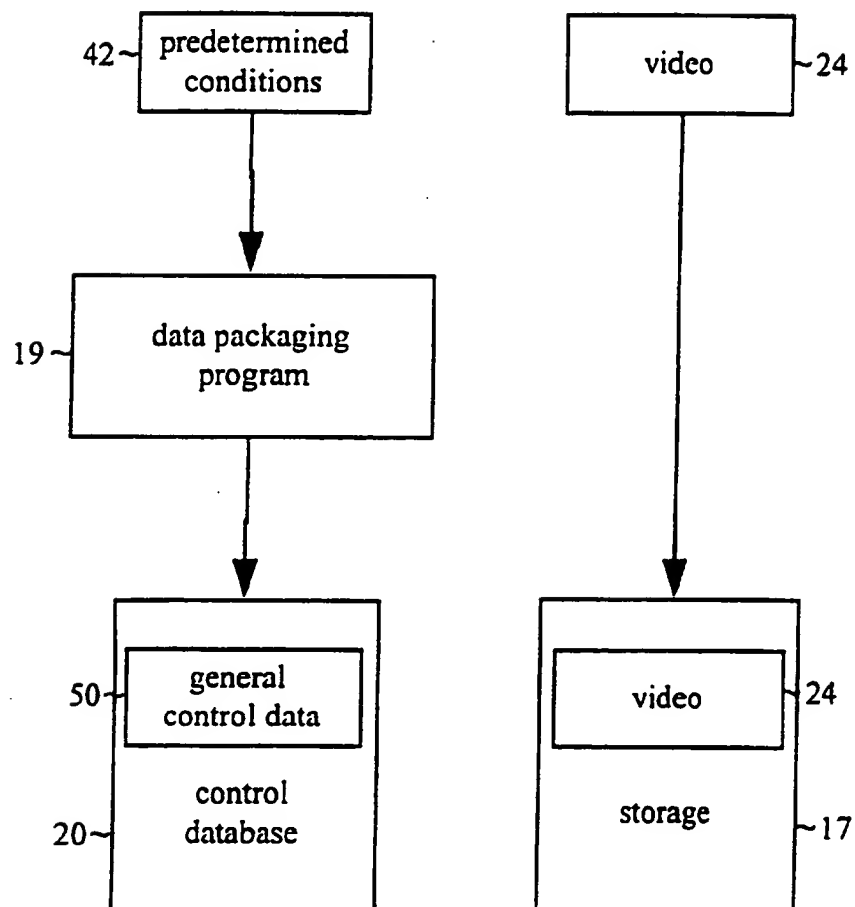 42
predetermined
conditions
video
24
19
data packaging
program
50
general
control data
20
control
database
video
24
storage
17